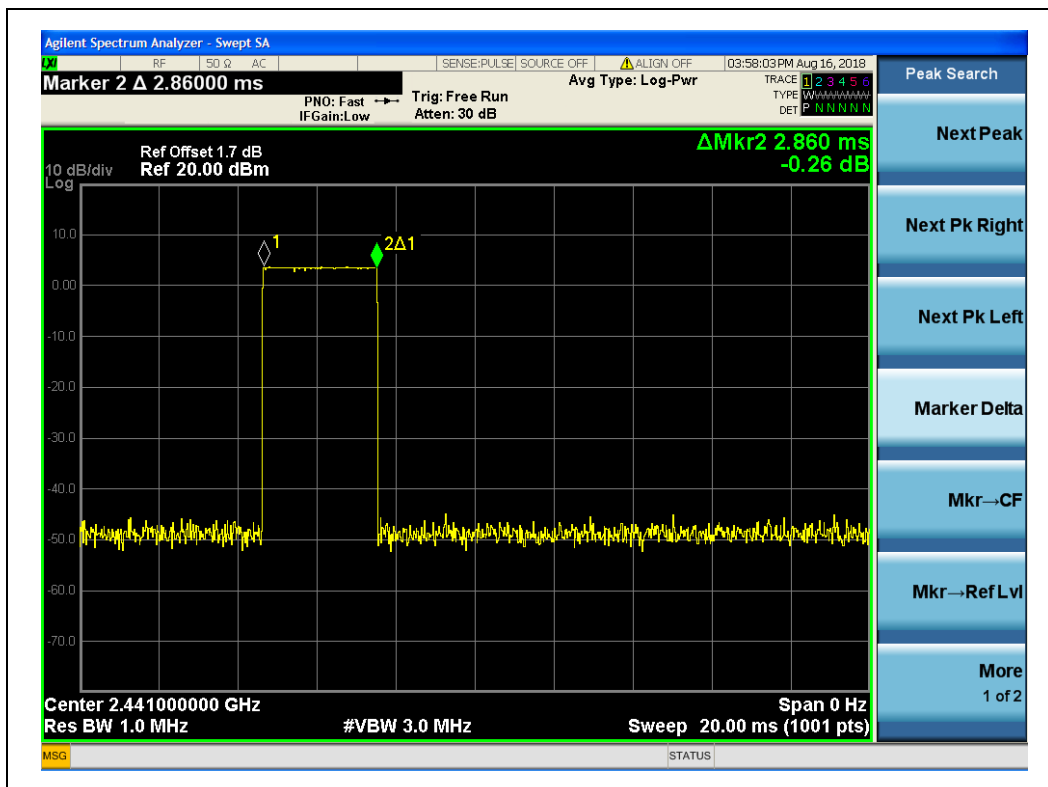 Agilent Spectrum Analyzer - Swept SA
LXI RF 50 Ω AC SENSE:PULSE SOURCE OFF ⚠ALIGN OFF 03:58:03 PM Aug 16, 2018
Marker 2 Δ 2.86000 ms
PNO: Fast
IFGain:Low
Trig: Free Run
Atten: 30 dB
Avg Type: Log-Pwr
TRACE 1 2 3 4 5 6
TYPE WWWWWWW
DET P N N N N N
Peak Search
Ref Offset 1.7 dB
10 dB/div Ref 20.00 dBm
Log
ΔMkr2 2.860 ms
-0.26 dB
10.0
0.00
-10.0
-20.0
-30.0
-40.0
-50.0
-60.0
-70.0
1
2Δ1
Center 2.441000000 GHz Span 0 Hz
Res BW 1.0 MHz #VBW 3.0 MHz Sweep 20.00 ms (1001 pts)
Next Peak
Next Pk Right
Next Pk Left
Marker Delta
Mkr→CF
Mkr→Ref Lvl
More
1 of 2
MSG STATUS